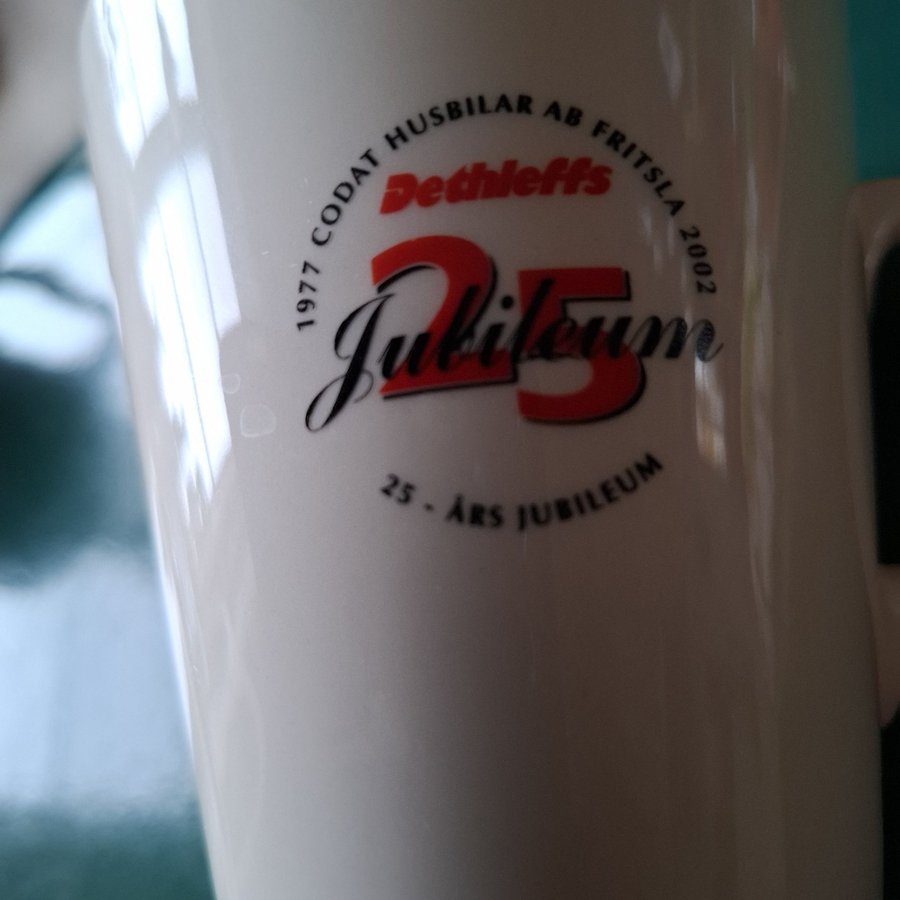 1977 CODAT HUSBILAR AB FRITSLA 2002
Dethleffs
25
Jubileum
25 - ÅRS JUBILEUM